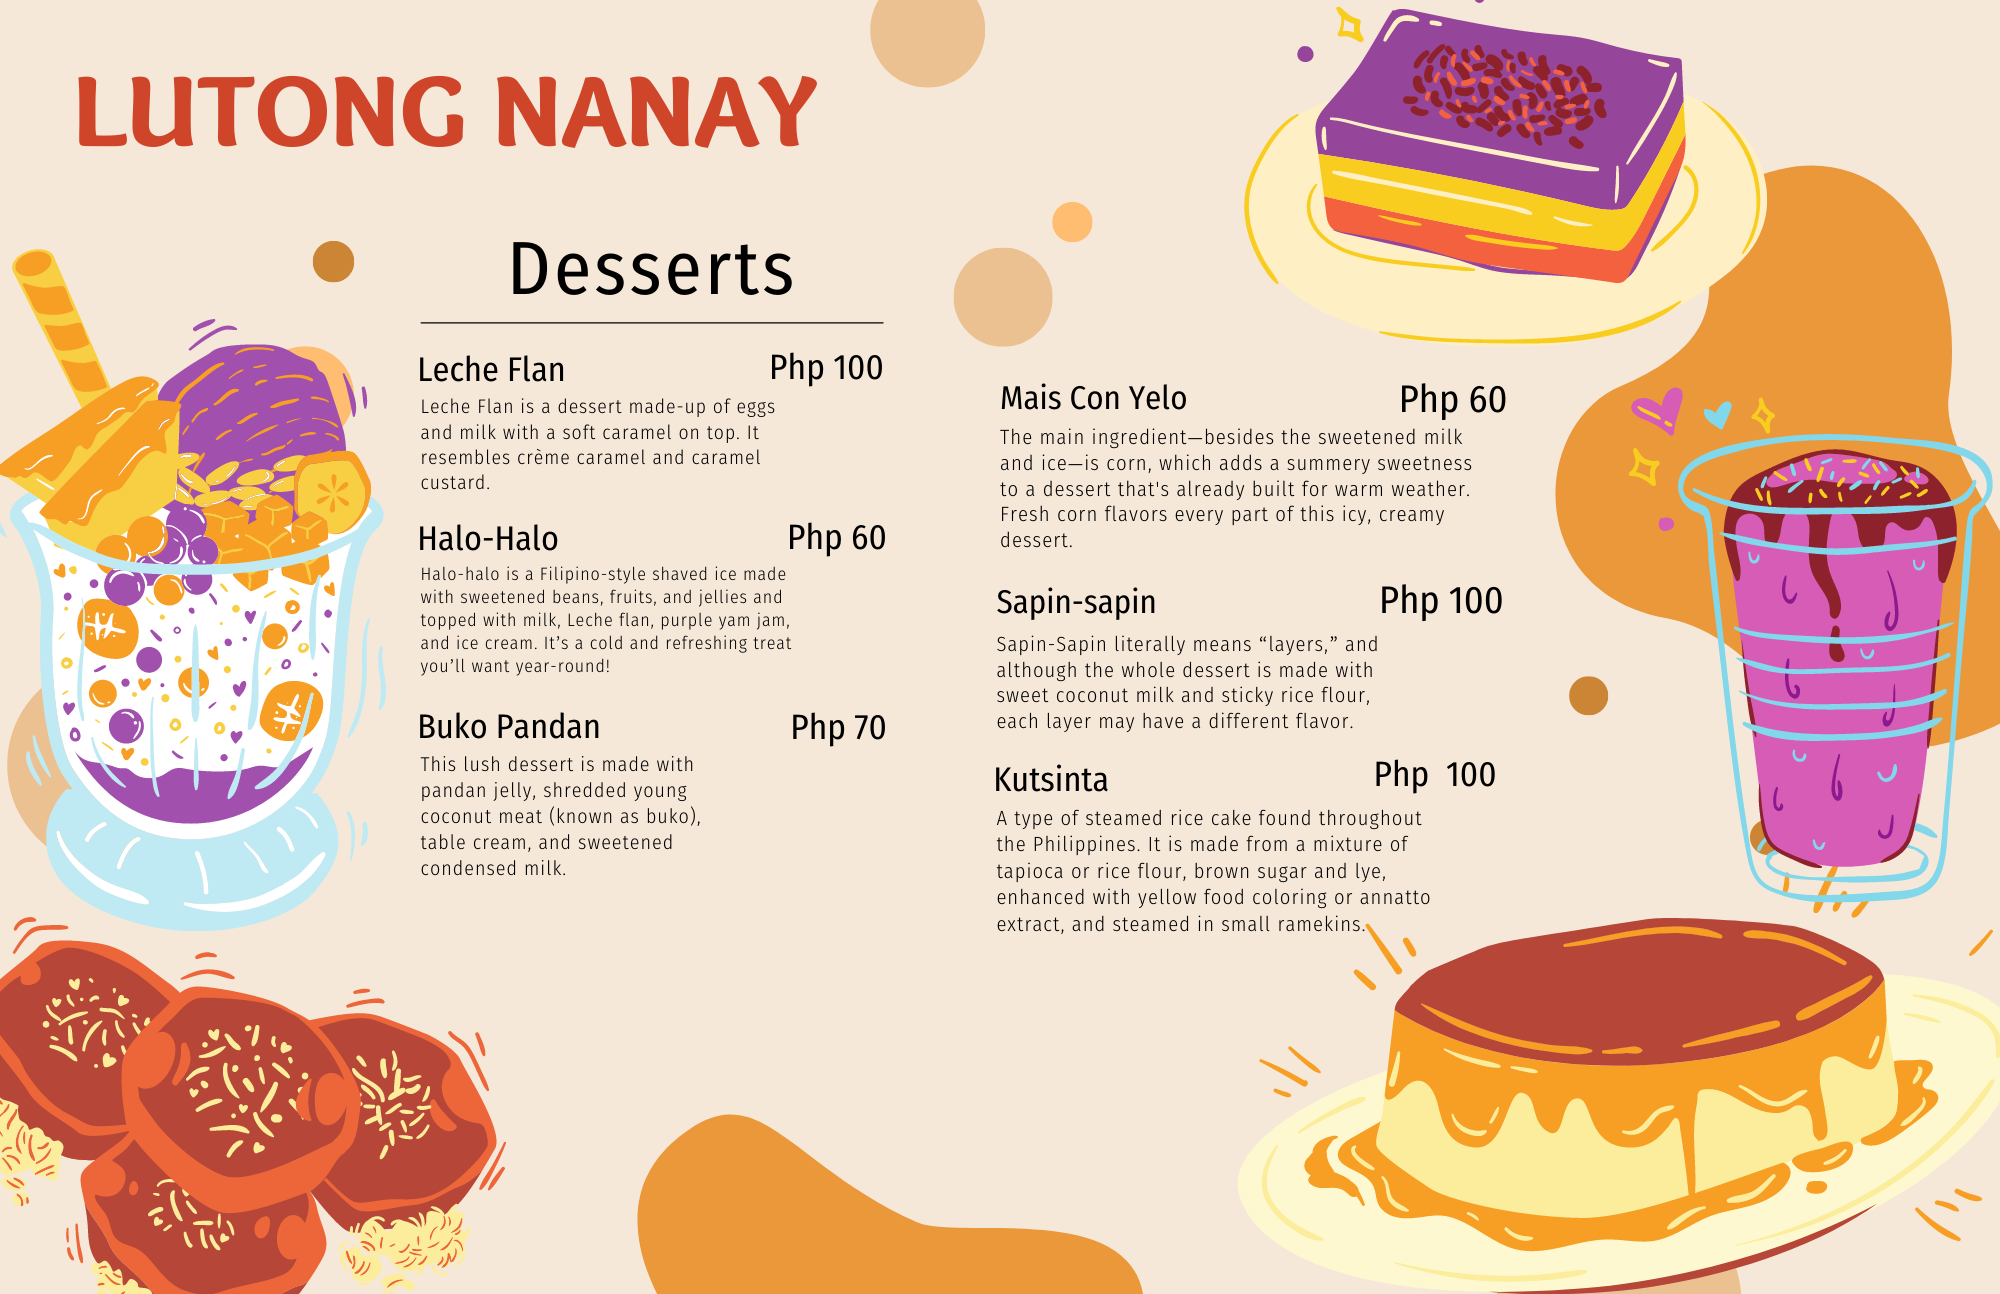 LUTONG NANAY
Desserts
Leche Flan Php 100
Leche Flan is a dessert made-up of eggs
and milk with a soft caramel on top. It
resembles crème caramel and caramel
custard.
Halo-Halo Php 60
Halo-halo is a Filipino-style shaved ice made
with sweetened beans, fruits, and jellies and
topped with milk, Leche flan, purple yam jam,
and ice cream. It’s a cold and refreshing treat
you’ll want year-round!
Buko Pandan Php 70
This lush dessert is made with
pandan jelly, shredded young
coconut meat (known as buko),
table cream, and sweetened
condensed milk.
Mais Con Yelo Php 60
The main ingredient—besides the sweetened milk
and ice—is corn, which adds a summery sweetness
to a dessert that's already built for warm weather.
Fresh corn flavors every part of this icy, creamy
dessert.
Sapin-sapin Php 100
Sapin-Sapin literally means “layers,” and
although the whole dessert is made with
sweet coconut milk and sticky rice flour,
each layer may have a different flavor.
Kutsinta Php 100
A type of steamed rice cake found throughout
the Philippines. It is made from a mixture of
tapioca or rice flour, brown sugar and lye,
enhanced with yellow food coloring or annatto
extract, and steamed in small ramekins.